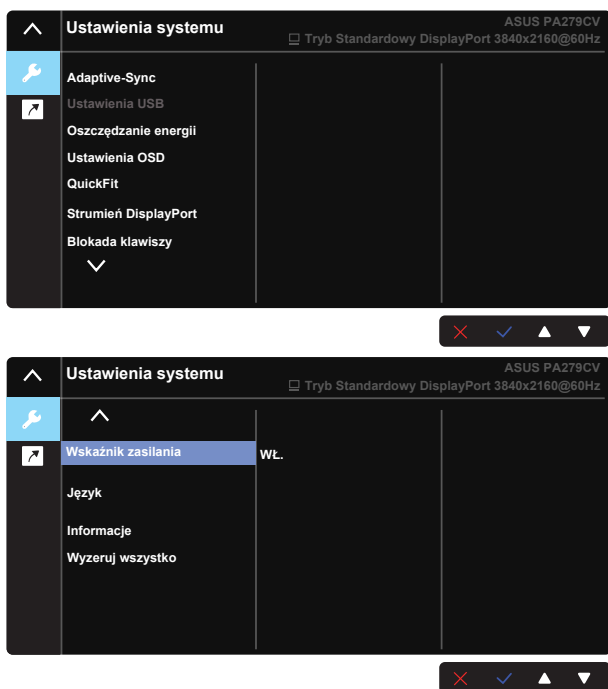 Ustawienia systemu
ASUS PA279CV
Tryb Standardowy DisplayPort 3840x2160@60Hz
Adaptive-Sync
Ustawienia USB
Oszczędzanie energii
Ustawienia OSD
QuickFit
Strumień DisplayPort
Blokada klawiszy
Ustawienia systemu
ASUS PA279CV
Tryb Standardowy DisplayPort 3840x2160@60Hz
Wskaźnik zasilania WŁ.
Język
Informacje
Wyzeruj wszystko